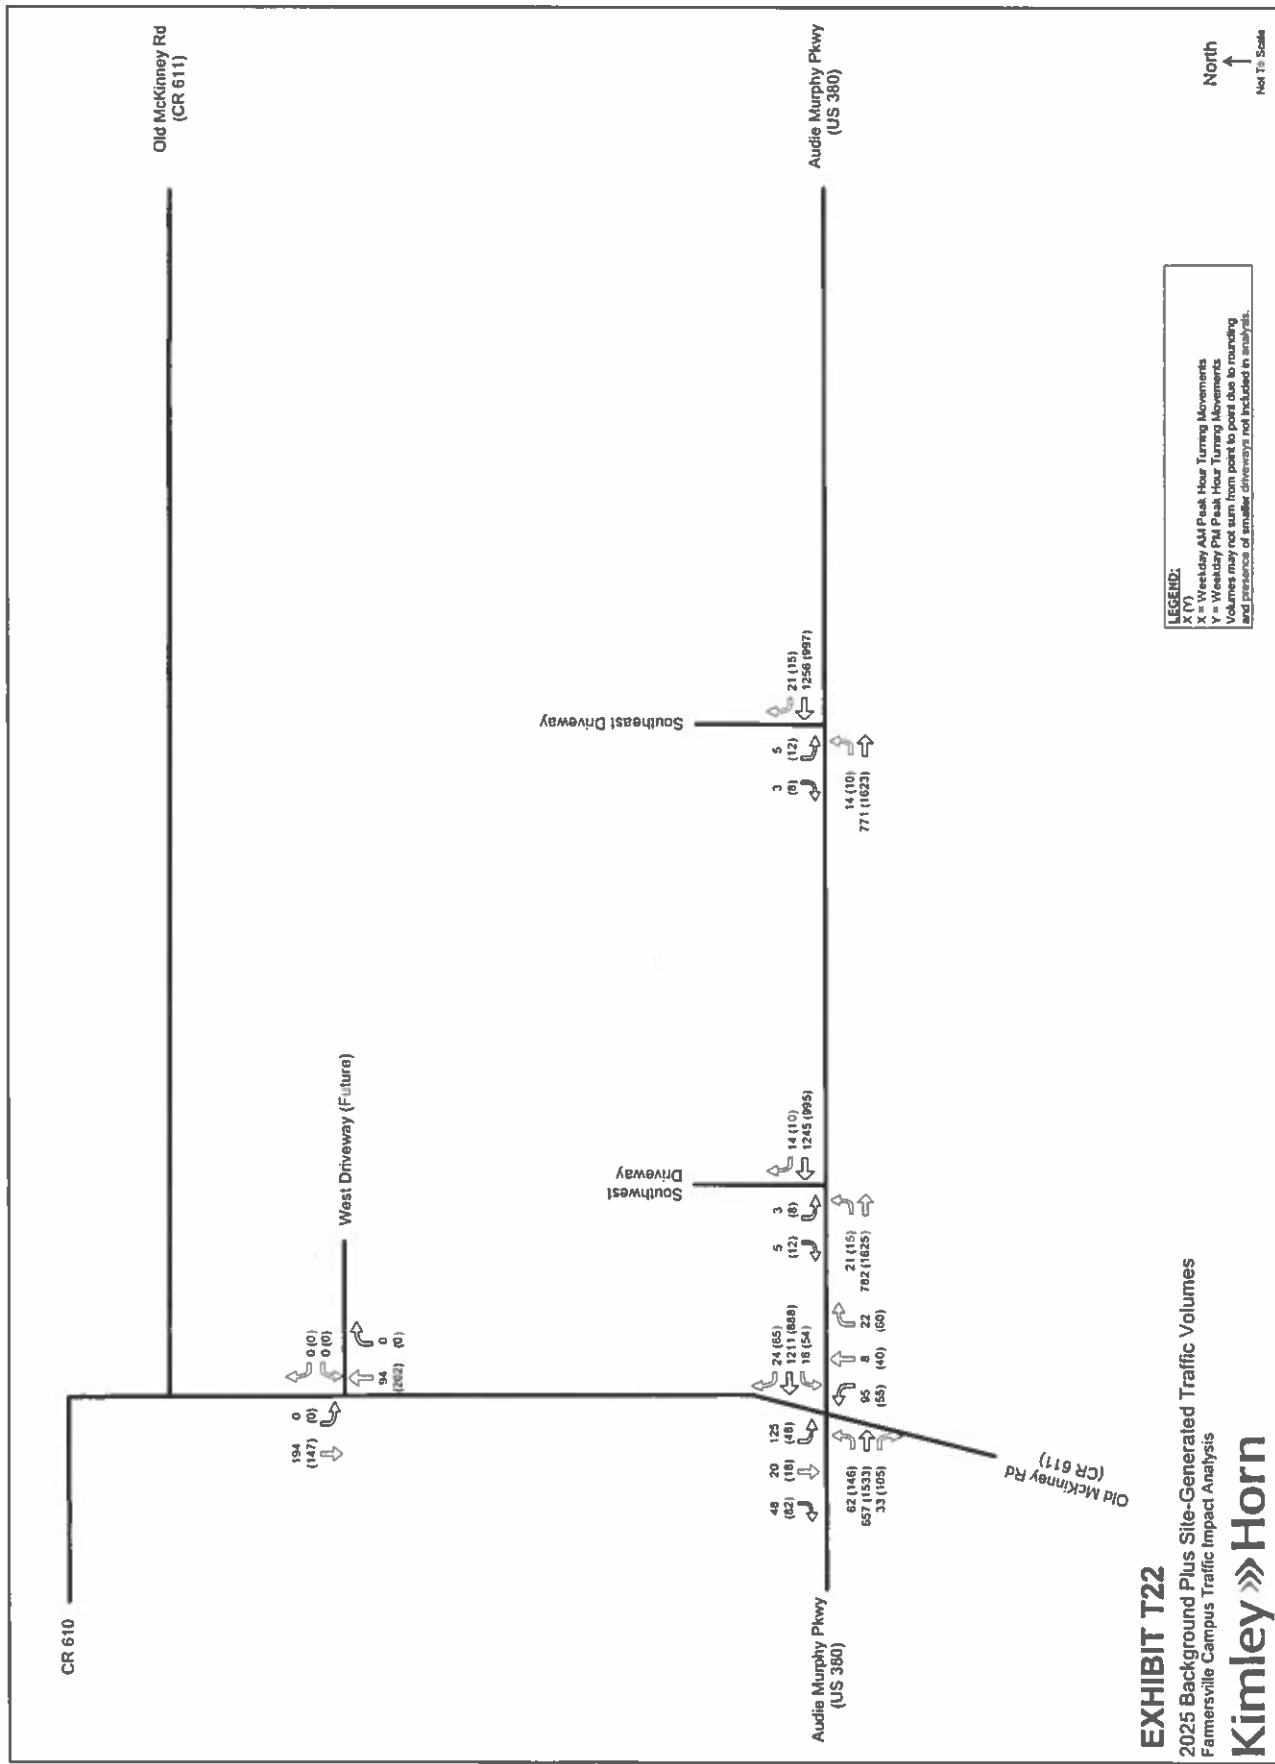 CR 610
Old McKinney Rd
(CR 611)
West Driveway (Future)
0 (0)
0 (0)
0
(0)
194
(147)
94
(202)
0
(0)
Southwest
Driveway
Southeast Driveway
24 (65)
1211 (888)
16 (54)
125
(48)
20
(18)
48
(82)
62 (146)
657 (1533)
33 (105)
95
(55)
8
(40)
22
(60)
14 (10)
1245 (995)
3
(8)
5
(12)
21 (15)
762 (1625)
21 (15)
1256 (997)
5
(12)
3
(8)
14 (10)
771 (1623)
Audie Murphy Pkwy
(US 380)
Audie Murphy Pkwy
(US 380)
Old McKinney Rd
(CR 611)
LEGEND:
X (Y)
X = Weekday AM Peak Hour Turning Movements
Y = Weekday PM Peak Hour Turning Movements
Volumes may not sum from point to point due to rounding
and presence of smaller driveways not included in analysis.
North
Not To Scale
EXHIBIT T22
2025 Background Plus Site-Generated Traffic Volumes
Farmersville Campus Traffic Impact Analysis
Kimley»Horn